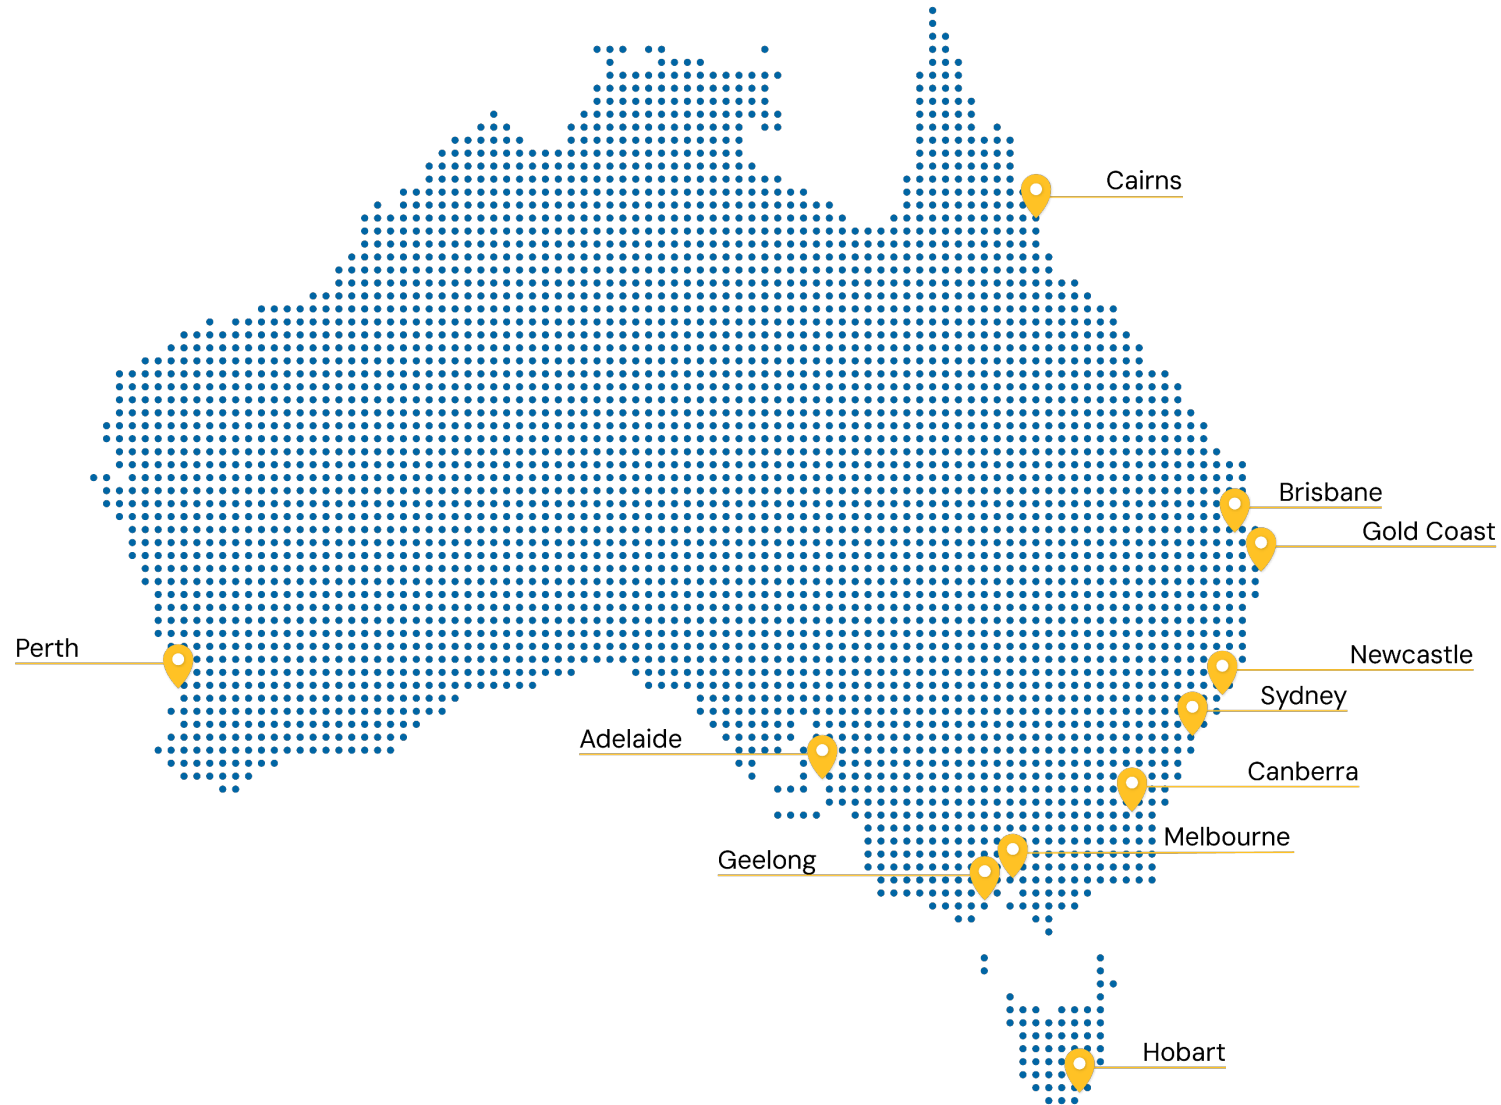 Cairns
Brisbane
Gold Coast
Perth
Newcastle
Sydney
Adelaide
Canberra
Melbourne
Geelong
Hobart